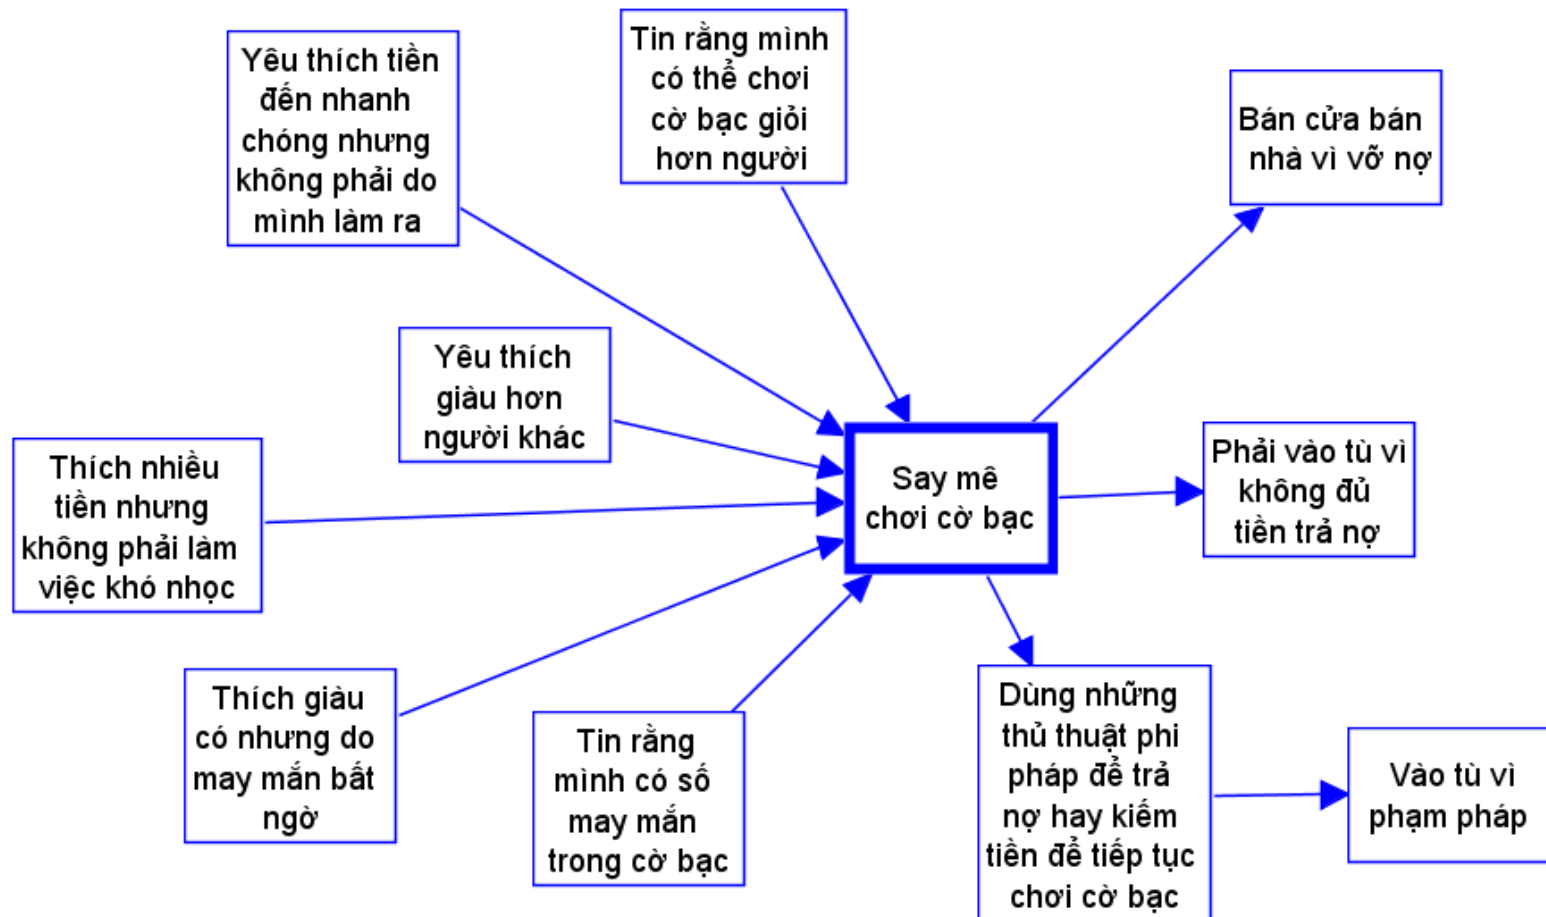 Yêu thích tiền
đến nhanh
chóng nhưng
không phải do
mình làm ra
Tin rằng mình
có thể chơi
cờ bạc giỏi
hơn người
Bán cửa bán
nhà vì vỡ nợ
Yêu thích
giàu hơn
người khác
Thích nhiều
tiền nhưng
không phải làm
việc khó nhọc
Say mê
chơi cờ bạc
Phải vào tù vì
không đủ
tiền trả nợ
Thích giàu
có nhưng do
may mắn bất
ngờ
Tin rằng
mình có số
may mắn
trong cờ bạc
Dùng những
thủ thuật phi
pháp để trả
nợ hay kiếm
tiền để tiếp tục
chơi cờ bạc
Vào tù vì
phạm pháp